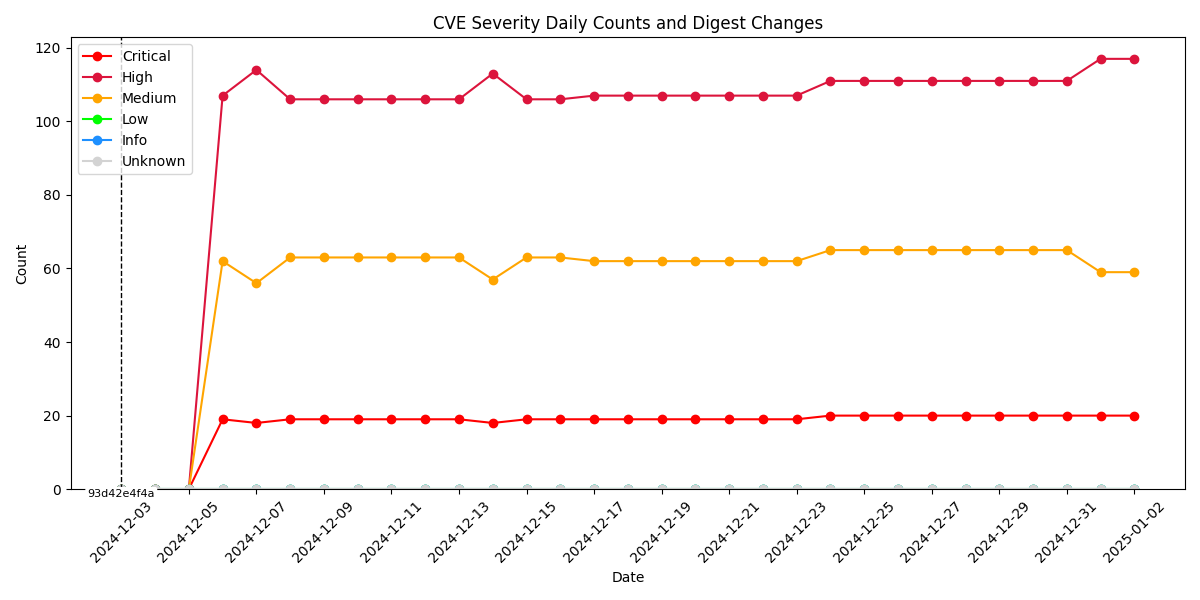 CVE Severity Daily Counts and Digest Changes
Critical
High
Medium
Low
Info
Unknown
Count
120
100
80
60
40
20
0
93d42e4f4a
2024-12-03
2024-12-05
2024-12-07
2024-12-09
2024-12-11
2024-12-13
2024-12-15
2024-12-17
2024-12-19
2024-12-21
2024-12-23
2024-12-25
2024-12-27
2024-12-29
2024-12-31
2025-01-02
Date